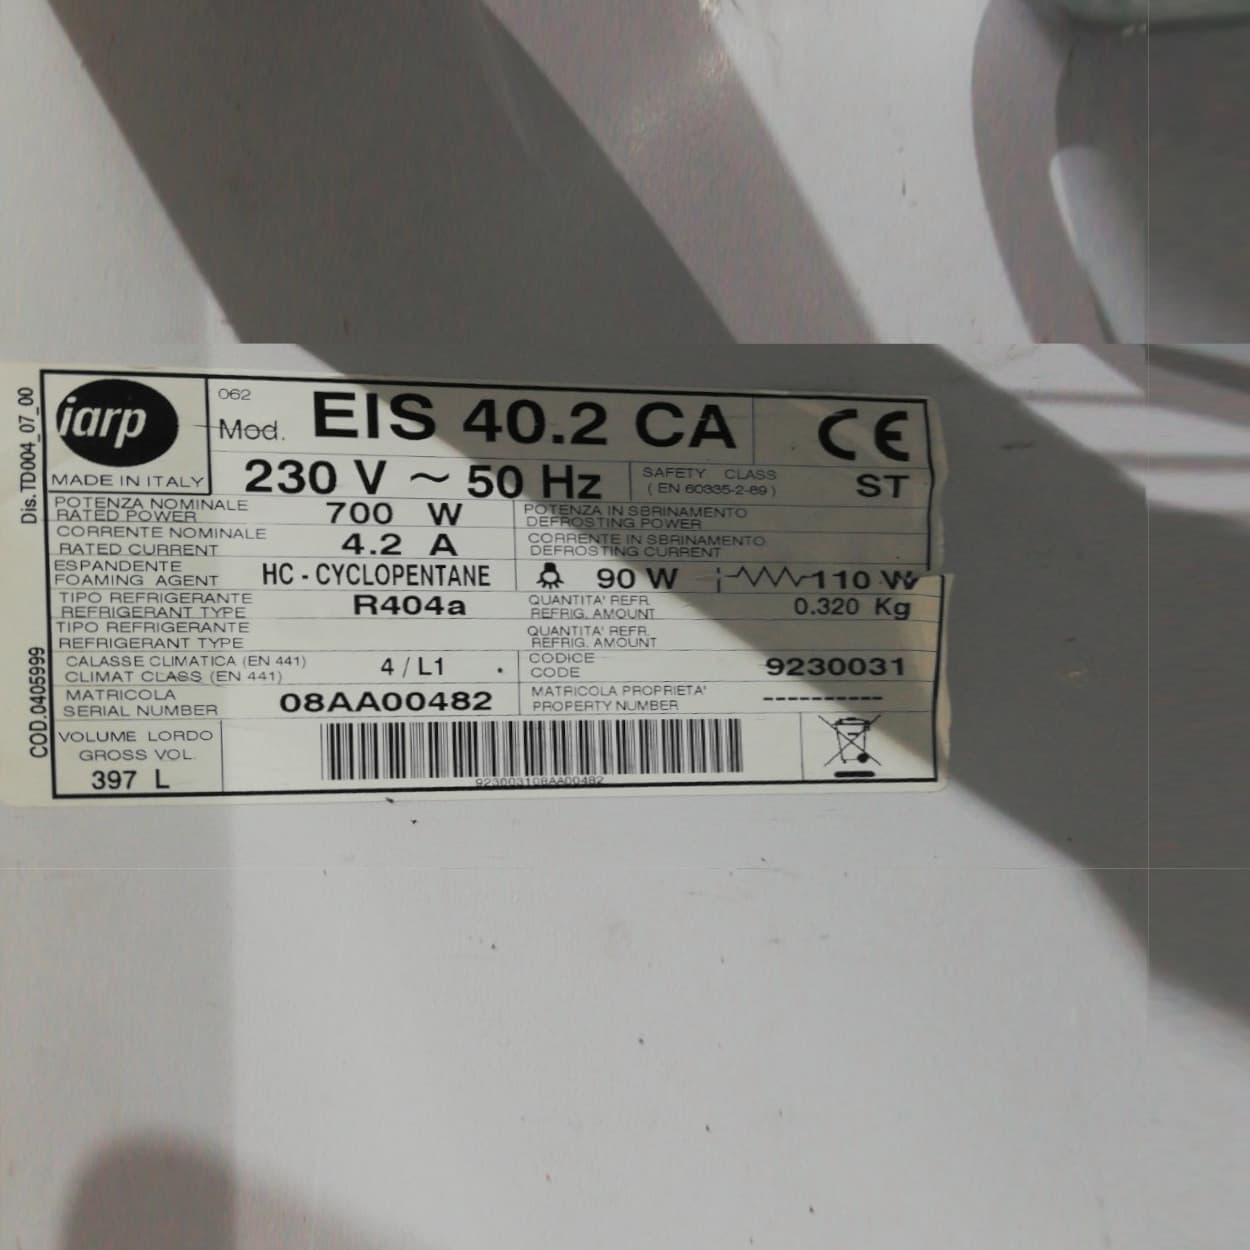 Dis. TD004_07_00
COD.0405999
iarp
MADE IN ITALY
062
Mod. EIS 40.2 CA
CE
230 V ~ 50 Hz
SAFETY CLASS
( EN 60335-2-89 )
ST
POTENZA NOMINALE
RATED POWER
700 W
POTENZA IN SBRINAMENTO
DEFROSTING POWER
CORRENTE NOMINALE
RATED CURRENT
4.2 A
CORRENTE IN SBRINAMENTO
DEFROSTING CURRENT
ESPANDENTE
FOAMING AGENT
HC - CYCLOPENTANE
90 W
110 W
TIPO REFRIGERANTE
REFRIGERANT TYPE
R404a
QUANTITA' REFR.
REFRIG. AMOUNT
0.320 Kg
TIPO REFRIGERANTE
REFRIGERANT TYPE
QUANTITA' REFR.
REFRIG. AMOUNT
CALASSE CLIMATICA (EN 441)
CLIMAT CLASS (EN 441)
4 / L1 .
CODICE
CODE
9230031
MATRICOLA
SERIAL NUMBER
08AA00482
MATRICOLA PROPRIETA'
PROPERTY NUMBER
----------
VOLUME LORDO
GROSS VOL.
397 L
923003108AA00482